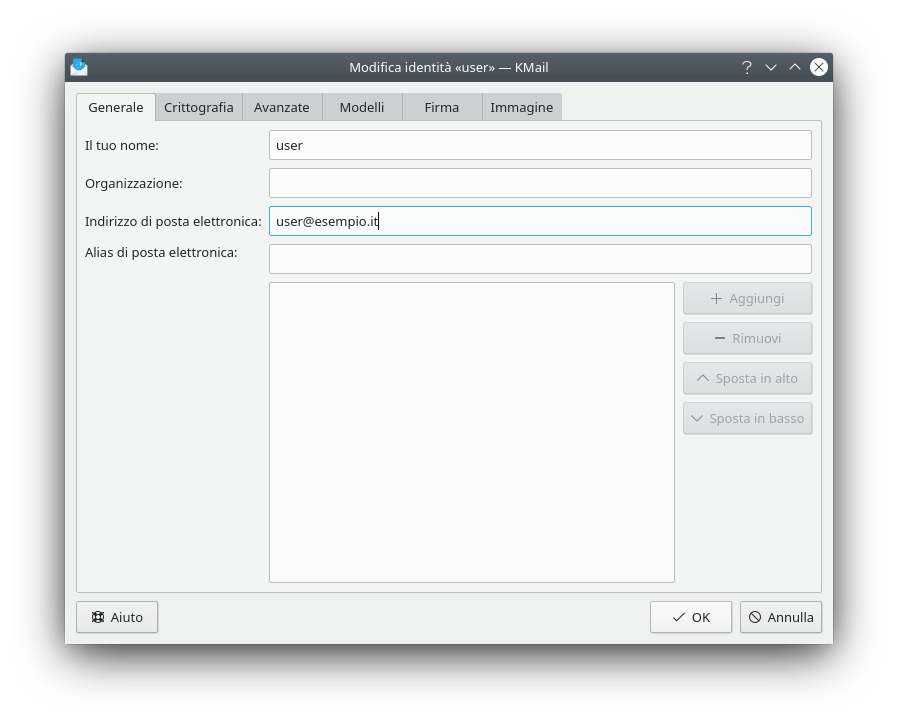 Modifica identità «user» — KMail
Generale Crittografia Avanzate Modelli Firma Immagine
Il tuo nome: user
Organizzazione:
Indirizzo di posta elettronica: user@esempio.it
Alias di posta elettronica:
Aggiungi
Rimuovi
Sposta in alto
Sposta in basso
Aiuto OK Annulla